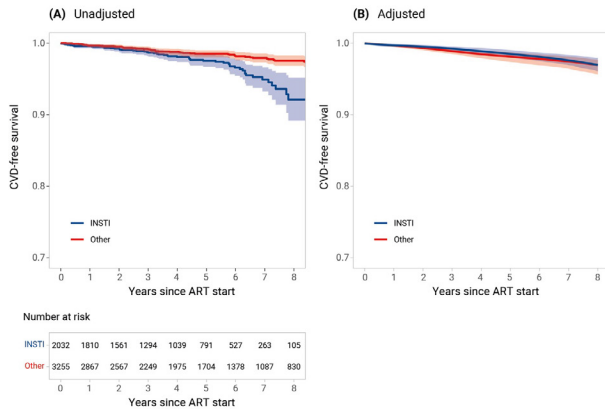 (A) Unadjusted
CVD-free survival
1.0
0.9
0.8
0.7
INSTI
Other
0 1 2 3 4 5 6 7 8
Years since ART start
(B) Adjusted
CVD-free survival
1.0
0.9
0.8
0.7
INSTI
Other
0 1 2 3 4 5 6 7 8
Years since ART start
Number at risk
INSTI 2032 1810 1561 1294 1039 791 527 263 105
Other 3255 2867 2567 2249 1975 1704 1378 1087 830
0 1 2 3 4 5 6 7 8
Years since ART start